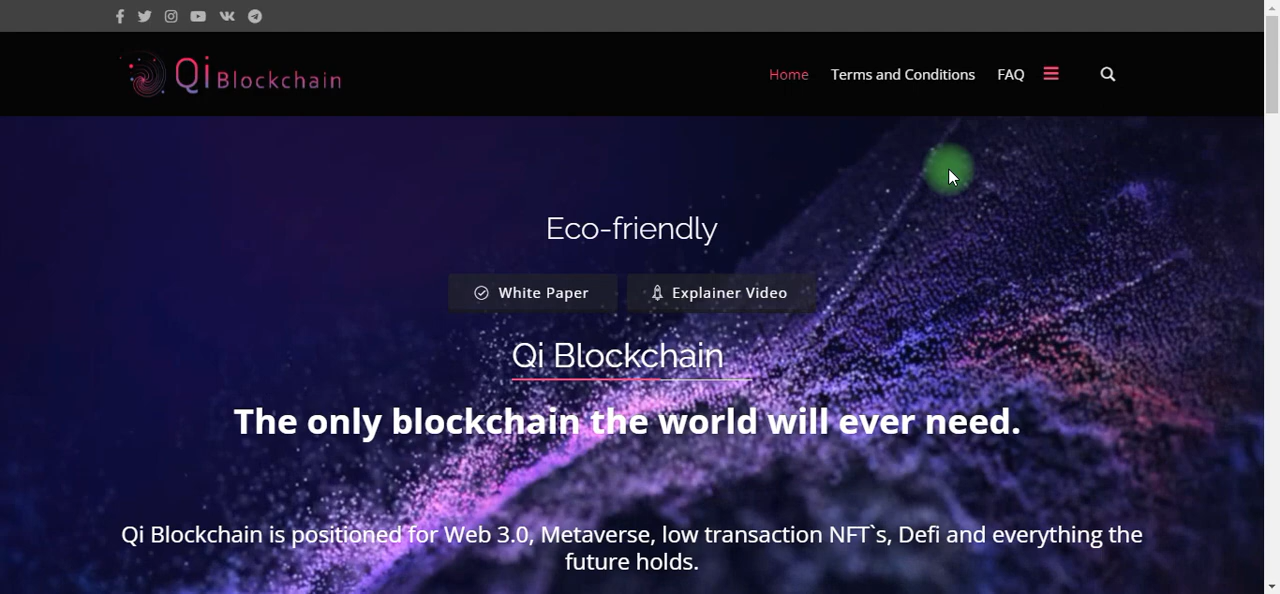 Qi Blockchain
Home Terms and Conditions FAQ
Eco-friendly
White Paper Explainer Video
Qi Blockchain
The only blockchain the world will ever need.
Qi Blockchain is positioned for Web 3.0, Metaverse, low transaction NFT`s, Defi and everything the
future holds.